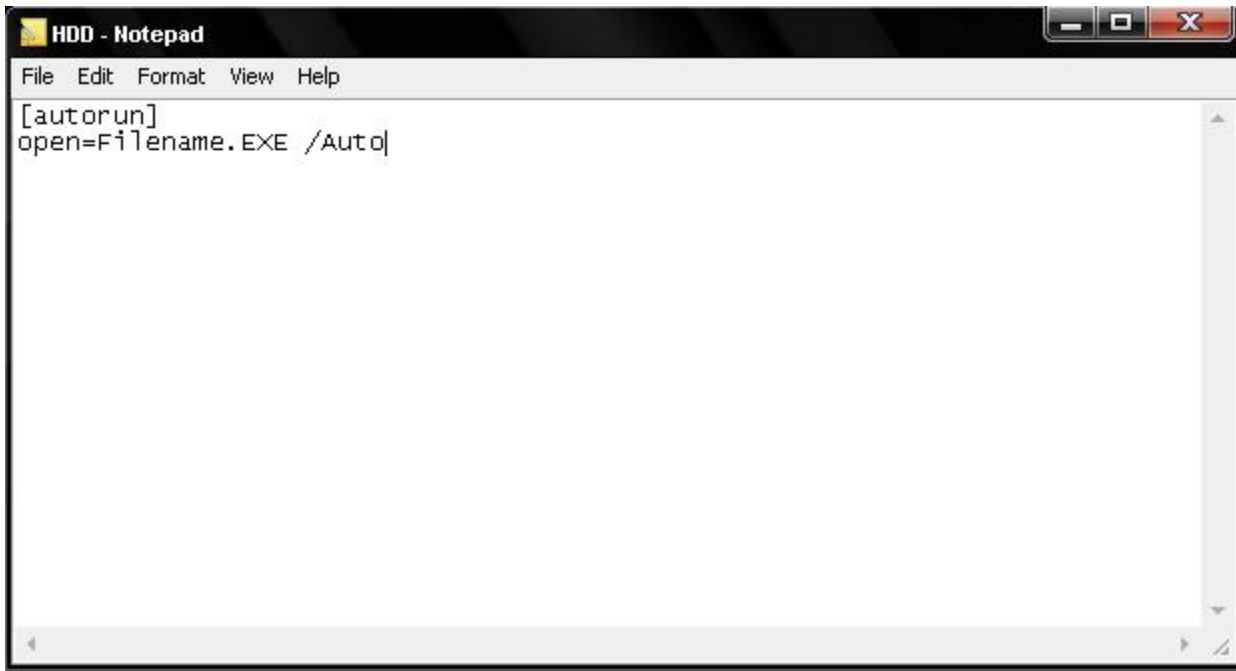 HDD - Notepad
File Edit Format View Help
[autorun]
open=Filename.EXE /Auto